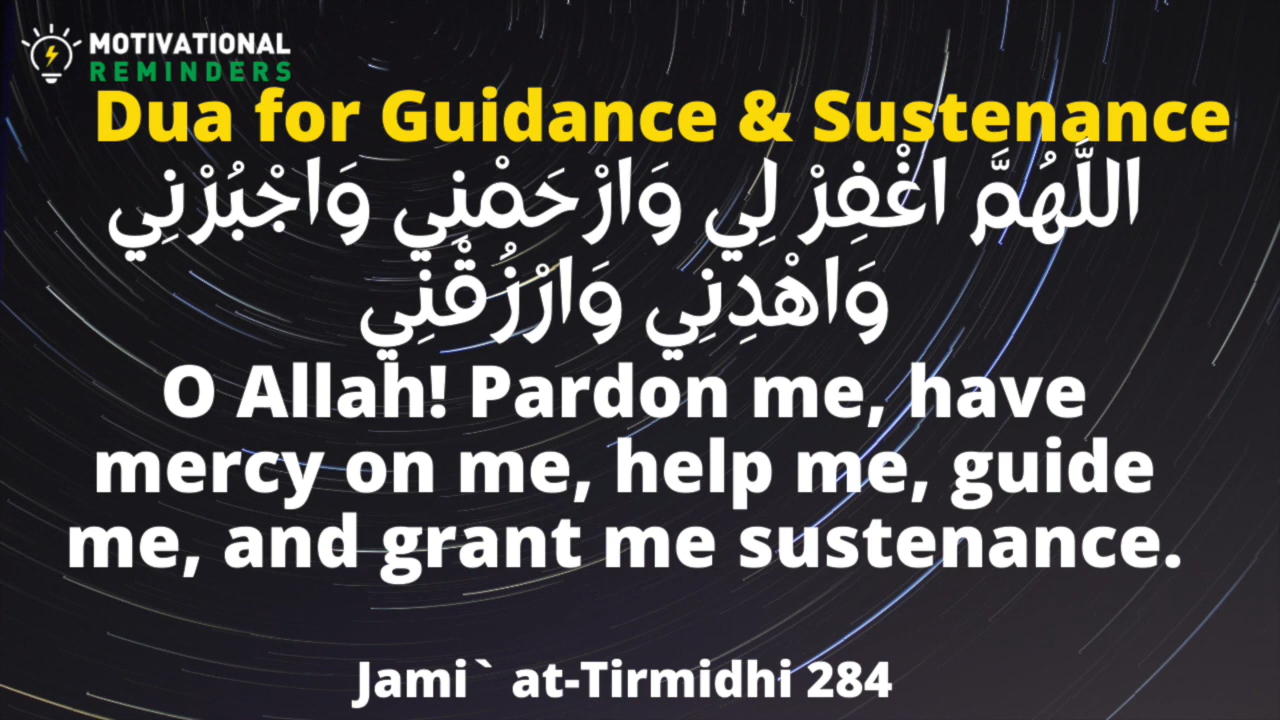 MOTIVATIONAL
REMINDERS
Dua for Guidance & Sustenance
اللَّهُمَّ اغْفِرْ لِي وَارْحَمْنِي وَاجْبُرْنِي
وَاهْدِنِي وَارْزُقْنِي
O Allah! Pardon me, have
mercy on me, help me, guide
me, and grant me sustenance.
Jami` at-Tirmidhi 284